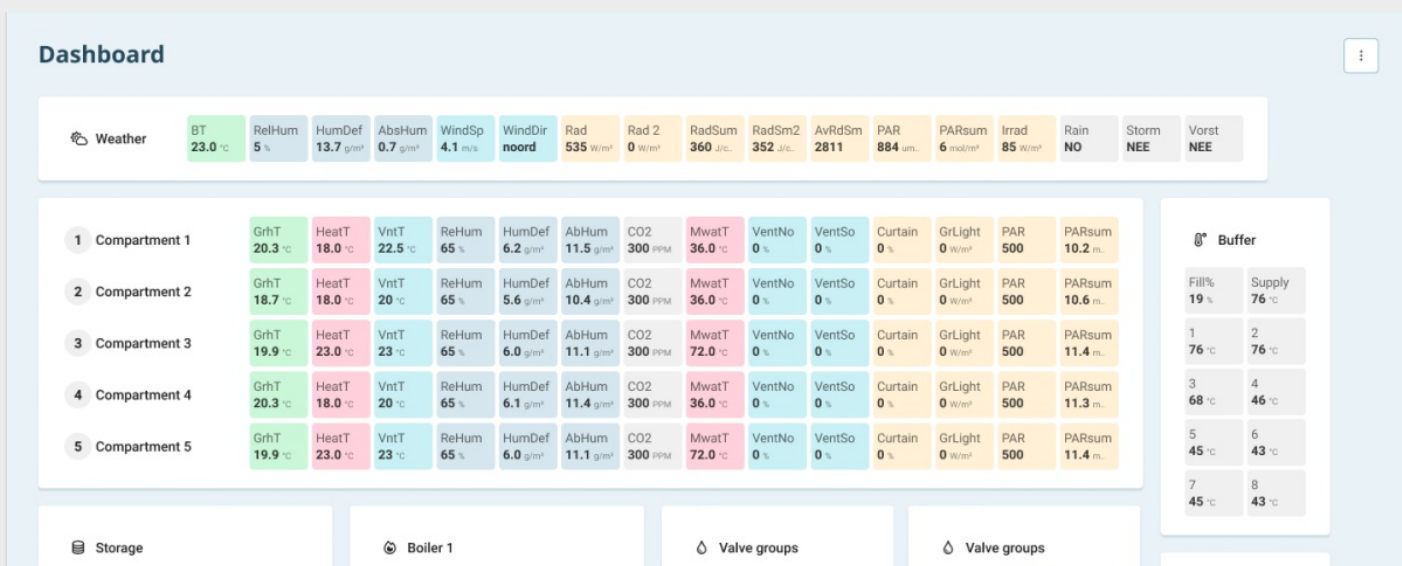 Dashboard
Weather
BT RelHum HumDef AbsHum WindSp WindDir Rad Rad 2 RadSum RadSm2 AvRdSm PAR PARsum Irrad Rain Storm Vorst
23.0 °C 5 % 13.7 g/m³ 0.7 g/m³ 4.1 m/s noord 535 W/m² 0 W/m² 360 J/c.. 352 J/c.. 2811 884 um.. 6 mol/m² 85 W/m² NO NEE NEE
1 Compartment 1
GrhT HeatT VntT ReHum HumDef AbHum CO2 MwatT VentNo VentSo Curtain GrLight PAR PARsum
20.3 °C 18.0 °C 22.5 °C 65 % 6.2 g/m³ 11.5 g/m³ 300 PPM 36.0 °C 0 % 0 % 0 % 0 W/m² 500 10.2 m..
2 Compartment 2
GrhT HeatT VntT ReHum HumDef AbHum CO2 MwatT VentNo VentSo Curtain GrLight PAR PARsum
18.7 °C 18.0 °C 20 °C 65 % 5.6 g/m³ 10.4 g/m³ 300 PPM 36.0 °C 0 % 0 % 0 % 0 W/m² 500 10.6 m..
3 Compartment 3
GrhT HeatT VntT ReHum HumDef AbHum CO2 MwatT VentNo VentSo Curtain GrLight PAR PARsum
19.9 °C 23.0 °C 23 °C 65 % 6.0 g/m³ 11.1 g/m³ 300 PPM 72.0 °C 0 % 0 % 0 % 0 W/m² 500 11.4 m..
4 Compartment 4
GrhT HeatT VntT ReHum HumDef AbHum CO2 MwatT VentNo VentSo Curtain GrLight PAR PARsum
20.3 °C 18.0 °C 20 °C 65 % 6.1 g/m³ 11.4 g/m³ 300 PPM 36.0 °C 0 % 0 % 0 % 0 W/m² 500 11.3 m..
5 Compartment 5
GrhT HeatT VntT ReHum HumDef AbHum CO2 MwatT VentNo VentSo Curtain GrLight PAR PARsum
19.9 °C 23.0 °C 23 °C 65 % 6.0 g/m³ 11.1 g/m³ 300 PPM 72.0 °C 0 % 0 % 0 % 0 W/m² 500 11.4 m..
Buffer
Fill% Supply
19 % 76 °C
1 2
76 °C 76 °C
3 4
68 °C 46 °C
5 6
45 °C 43 °C
7 8
45 °C 43 °C
Storage
Boiler 1
Valve groups
Valve groups